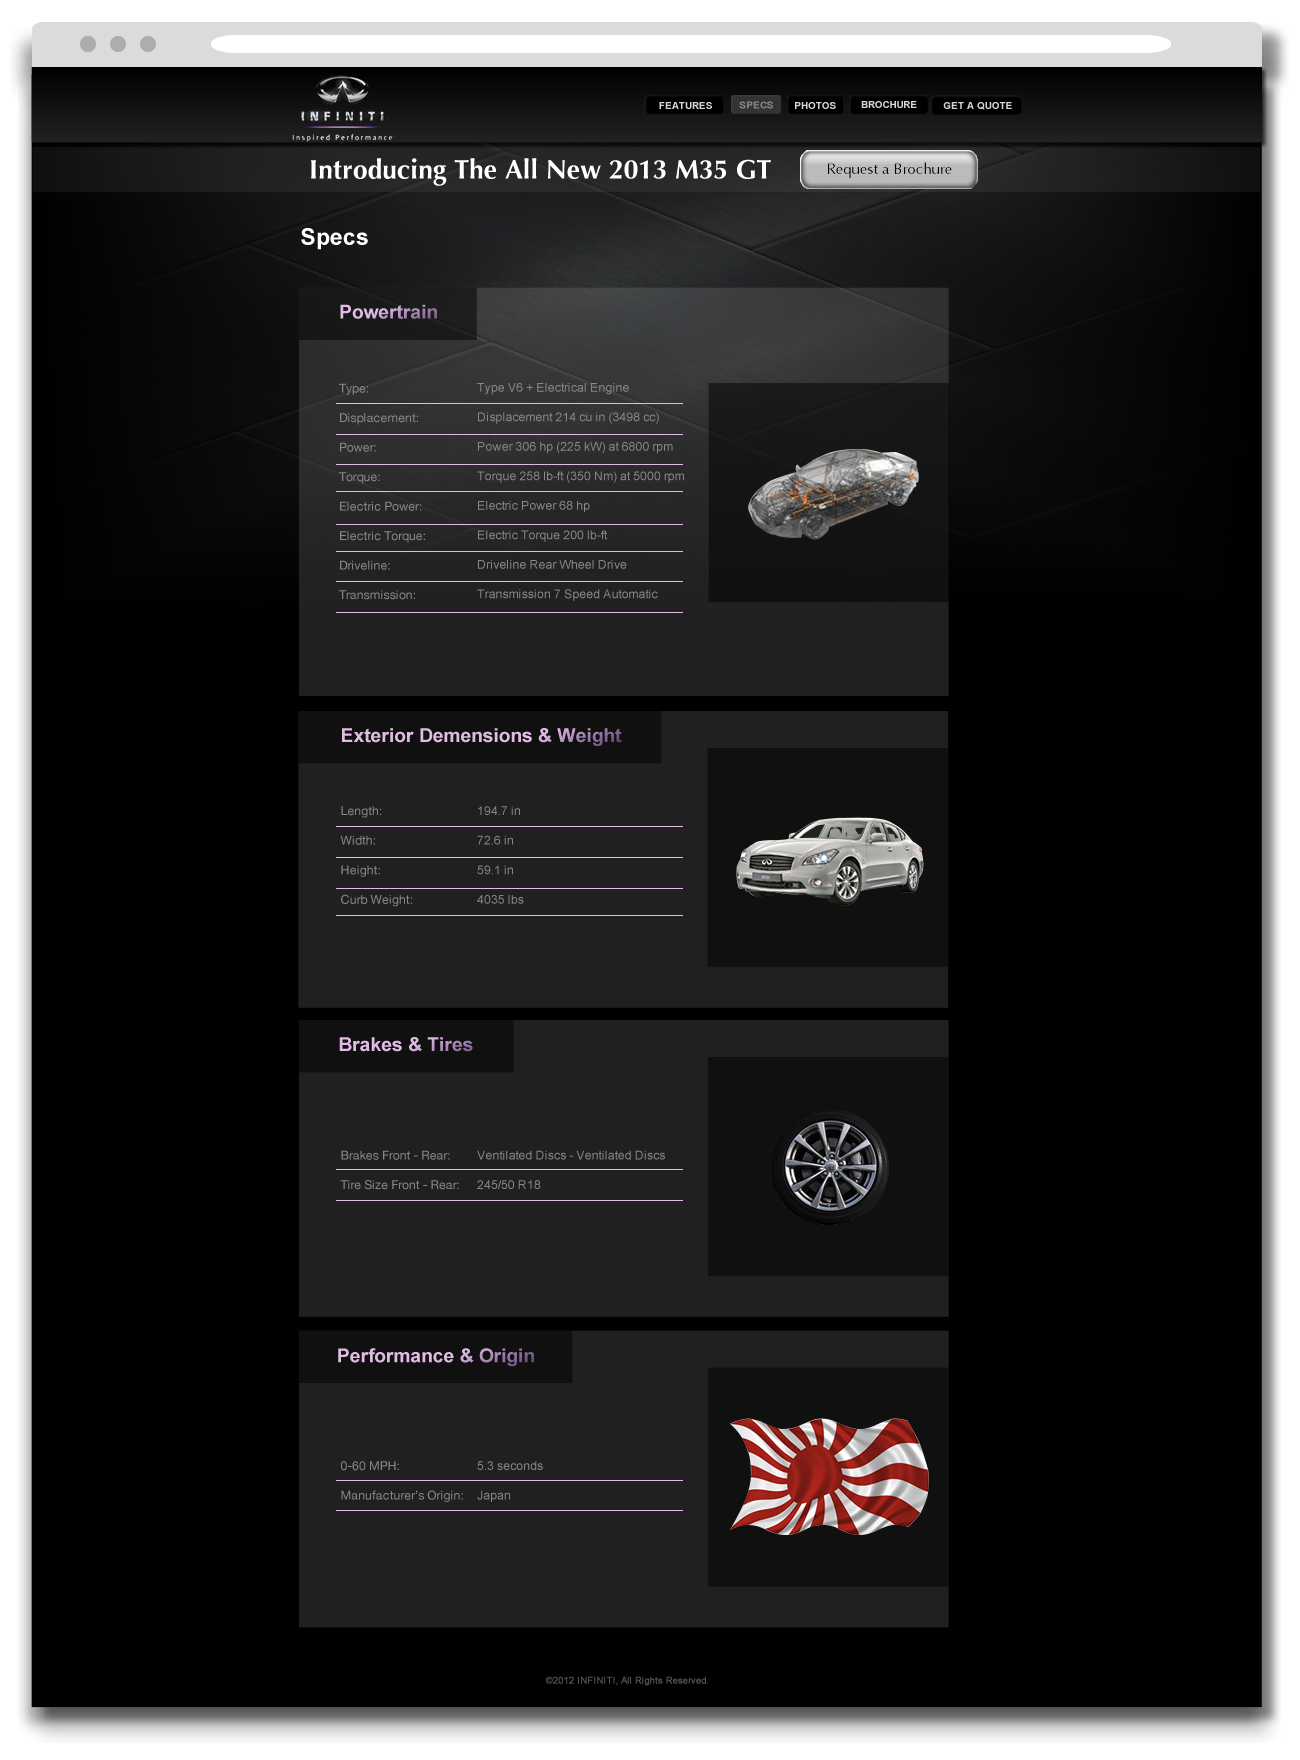 INFINITI
Inspired Performance
FEATURES
SPECS
PHOTOS
BROCHURE
GET A QUOTE
Introducing The All New 2013 M35 GT
Request a Brochure
Specs
Powertrain
Type: Type V6 + Electrical Engine
Displacement: Displacement 214 cu in (3498 cc)
Power: Power 306 hp (225 kW) at 6800 rpm
Torque: Torque 258 lb-ft (350 Nm) at 5000 rpm
Electric Power: Electric Power 68 hp
Electric Torque: Electric Torque 200 lb-ft
Driveline: Driveline Rear Wheel Drive
Transmission: Transmission 7 Speed Automatic
Exterior Demensions & Weight
Length: 194.7 in
Width: 72.6 in
Height: 59.1 in
Curb Weight: 4035 lbs
Brakes & Tires
Brakes Front - Rear: Ventilated Discs - Ventilated Discs
Tire Size Front - Rear: 245/50 R18
Performance & Origin
0-60 MPH: 5.3 seconds
Manufacturer's Origin: Japan
©2012 INFINITI, All Rights Reserved.